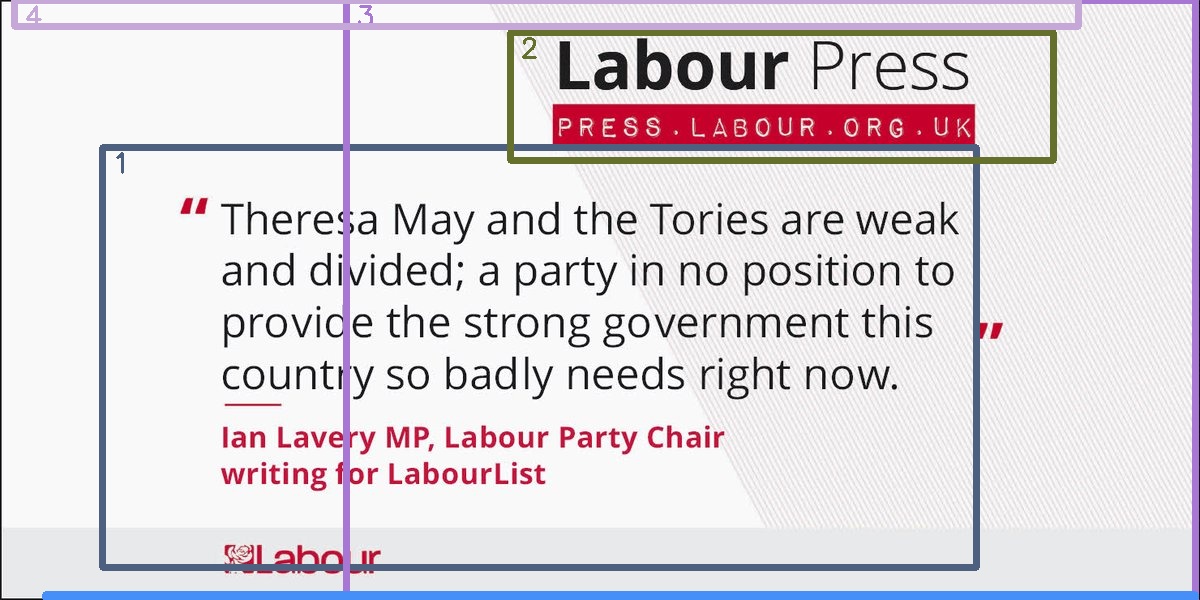 Labour Press
PRESS.LABOUR.ORG.UK
“Theresa May and the Tories are weak
and divided; a party in no position to
provide the strong government this
country so badly needs right now.”
Ian Lavery MP, Labour Party Chair
writing for LabourList
Labour